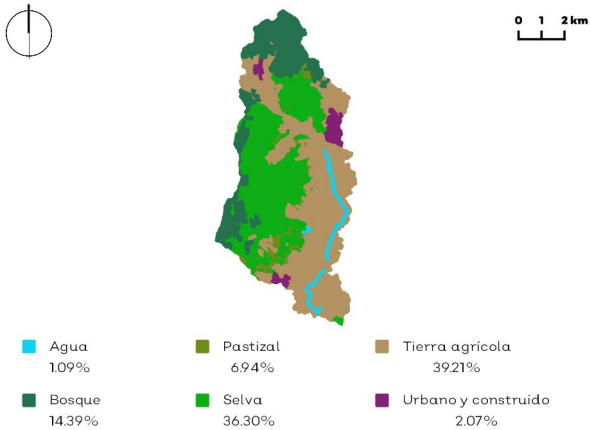 0 1 2 km
Agua
1.09%
Pastizal
6.94%
Tierra agrícola
39.21%
Bosque
14.39%
Selva
36.30%
Urbano y construido
2.07%